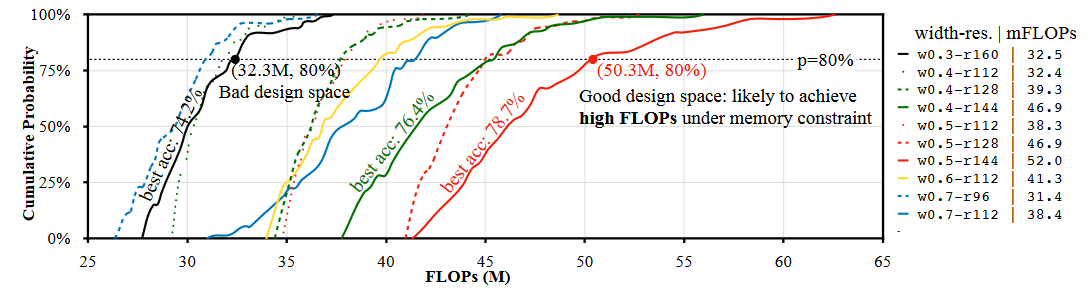 100%
75%
50%
25%
0%
Cumulative Probability
25 30 35 40 45 50 55 60 65
FLOPs (M)
(32.3M, 80%)
Bad design space
best acc: 74.2%
best acc: 76.4%
best acc: 78.7%
(50.3M, 80%)
p=80%
Good design space: likely to achieve
high FLOPs under memory constraint
width-res. | mFLOPs
w0.3-r160 | 32.5
w0.4-r112 | 32.4
w0.4-r128 | 39.3
w0.4-r144 | 46.9
w0.5-r112 | 38.3
w0.5-r128 | 46.9
w0.5-r144 | 52.0
w0.6-r112 | 41.3
w0.7-r96 | 31.4
w0.7-r112 | 38.4